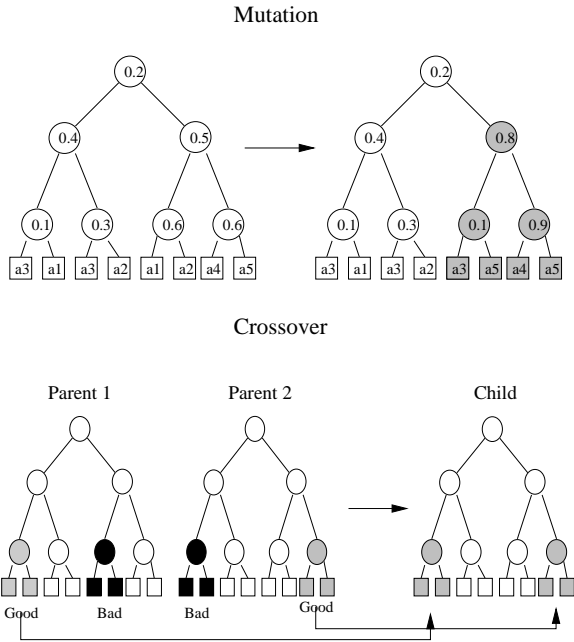 Mutation
0.2 0.2
0.4 0.5 0.4 0.8
0.1 0.3 0.6 0.6 0.1 0.3 0.1 0.9
a3 a1 a3 a2 a1 a2 a4 a5 a3 a1 a3 a2 a3 a5 a4 a5
Crossover
Parent 1 Parent 2 Child
Good Bad Bad Good